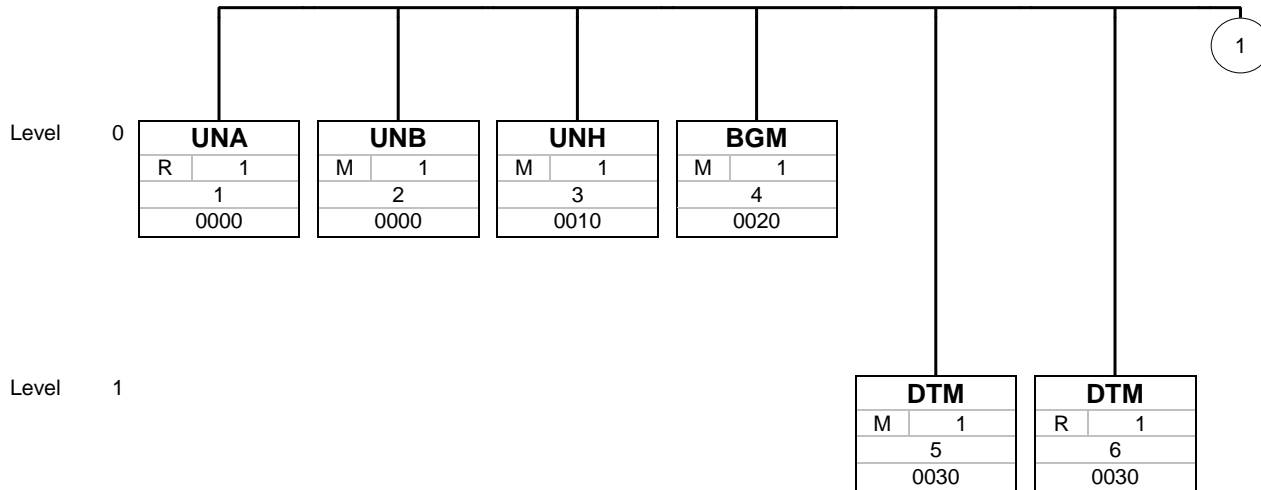 1
Level 0
UNA UNB UNH BGM
R 1 M 1 M 1 M 1
1 2 3 4
0000 0000 0010 0020
Level 1
DTM DTM
M 1 R 1
5 6
0030 0030